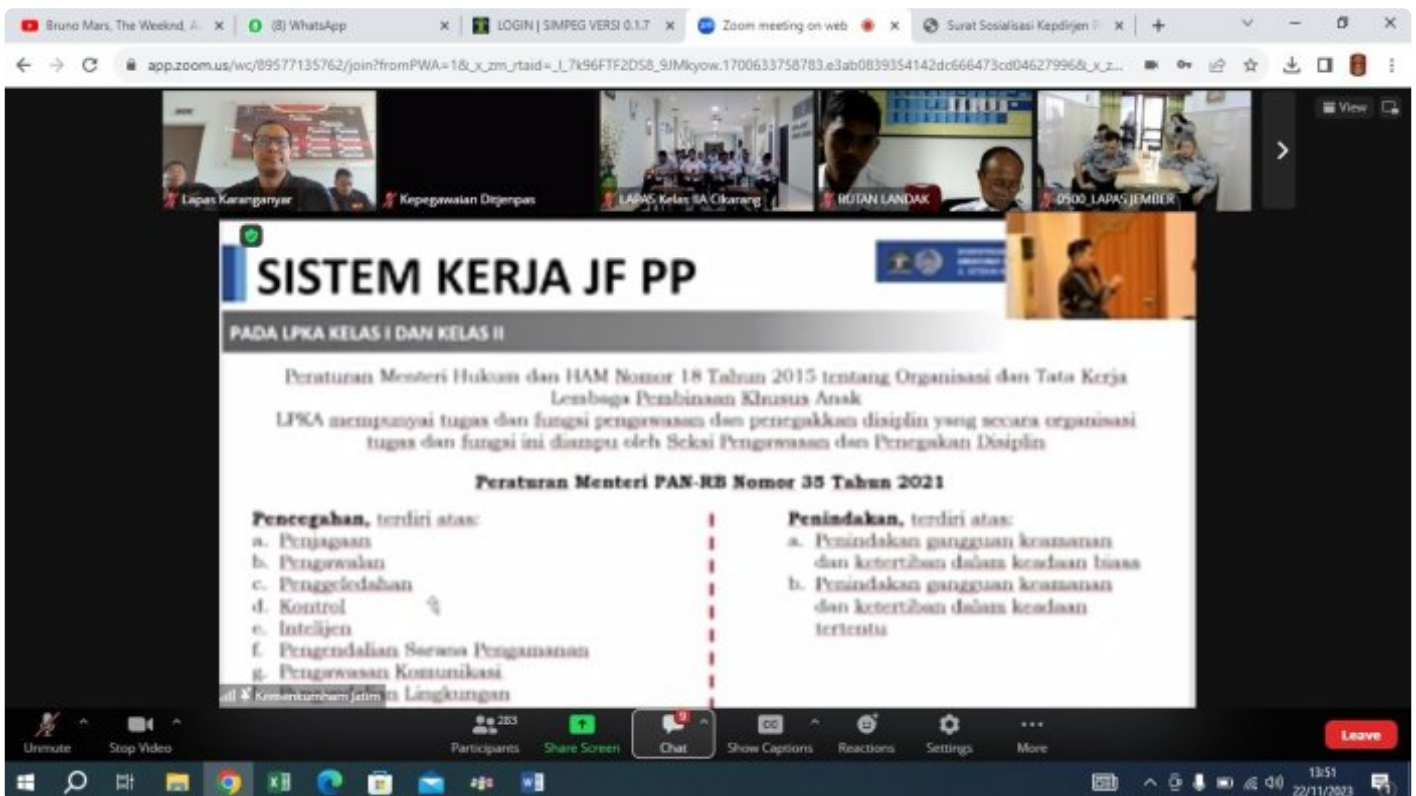 Bruno Mars, The Weeknd, A
(8) WhatsApp
LOGIN | SIMPEG VERSI 0.1.7
Zoom meeting on web
Surat Sosialisasi Kepdirjen P
app.zoom.us/wc/89577135762/join?fromPWA=1&_x_zm_rtaid=
View
Lapas Karanganyar
Kepegawaian Ditjenpas
LAPAS Kelas IIA Cikarang
RUTAN LANDAK
0500_LAPAS JEMBER
SISTEM KERJA JF PP
PADA LPKA KELAS I DAN KELAS II
Peraturan Menteri Hukum dan HAM Nomor 18 Tahun 2015 tentang Organisasi dan Tata Kerja
Lembaga Pembinaan Khusus Anak
LPKA mempunyai tugas dan fungsi pengawasan dan penegakkan disiplin yang secara organisasi
tugas dan fungsi ini diampu oleh Seksi Pengawasan dan Penegakan Disiplin
Peraturan Menteri PAN-RB Nomor 35 Tahun 2021
Pencegahan, terdiri atas:
a. Penjagaan
b. Pengawalan
c. Penggeledahan
d. Kontrol
e. Intelijen
f. Pengendalian Sarana Pengamanan
g. Pengawasan Komunikasi
Lingkungan
Penindakan, terdiri atas:
a. Penindakan gangguan keamanan
dan ketertiban dalam keadaan biasa
b. Penindakan gangguan keamanan
dan ketertiban dalam keadaan
tertentu
Kemenkumham Jatim
Unmute
Stop Video
Participants
283
Share Screen
Chat
9
CC
Show Captions
Reactions
Settings
More
Leave
13:51
22/11/2023